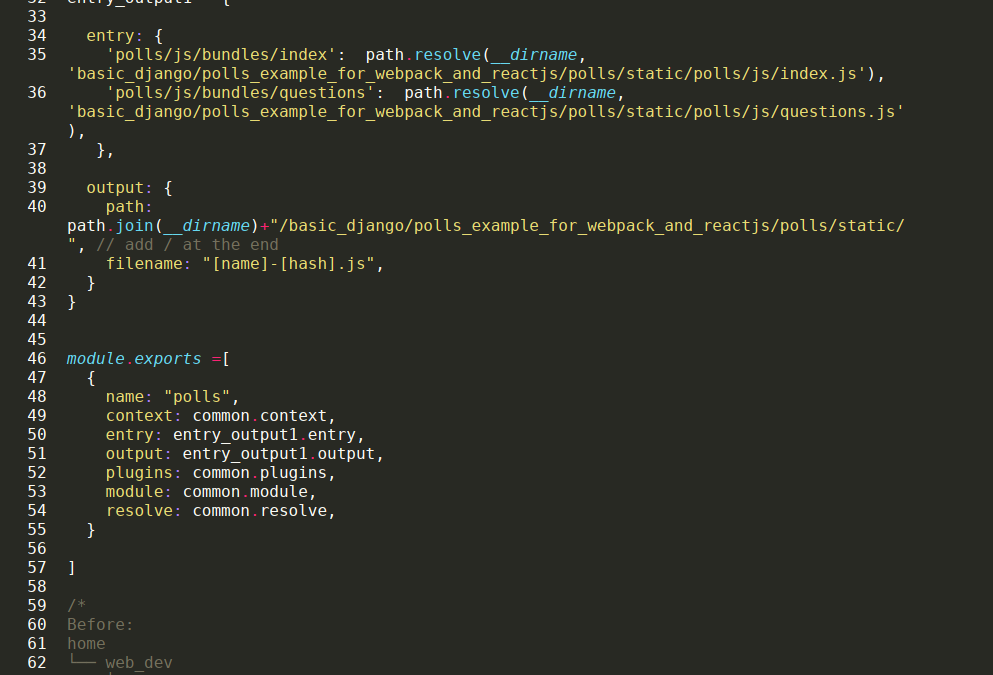 32 entry_output1 = {
33
34   entry: {
35     'polls/js/bundles/index':  path.resolve(__dirname,
'basic_django/polls_example_for_webpack_and_reactjs/polls/static/polls/js/index.js'),
36     'polls/js/bundles/questions':  path.resolve(__dirname,
'basic_django/polls_example_for_webpack_and_reactjs/polls/static/polls/js/questions.js'
),
37    },
38
39   output: {
40     path:
path.join(__dirname)+"/basic_django/polls_example_for_webpack_and_reactjs/polls/static/
", // add / at the end
41     filename: "[name]-[hash].js",
42   }
43 }
44
45
46 module.exports =[
47   {
48     name: "polls",
49     context: common.context,
50     entry: entry_output1.entry,
51     output: entry_output1.output,
52     plugins: common.plugins,
53     module: common.module,
54     resolve: common.resolve,
55   }
56
57 ]
58
59 /*
60 Before:
61 home
62 └── web_dev